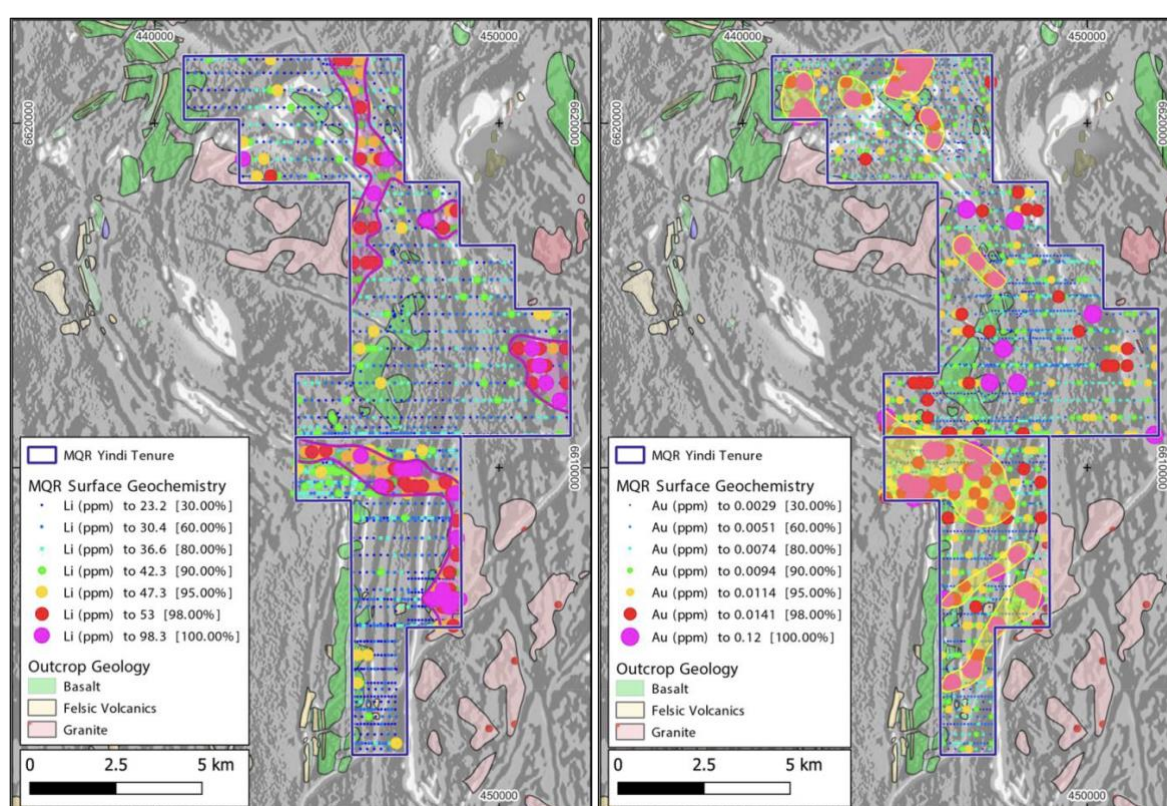 440000
450000
6620000
6620000
6610000
MQR Yindi Tenure
MQR Surface Geochemistry
Li (ppm) to 23.2 [30.00%]
Li (ppm) to 30.4 [60.00%]
Li (ppm) to 36.6 [80.00%]
Li (ppm) to 42.3 [90.00%]
Li (ppm) to 47.3 [95.00%]
Li (ppm) to 53 [98.00%]
Li (ppm) to 98.3 [100.00%]
Outcrop Geology
Basalt
Felsic Volcanics
Granite
0 2.5 5 km
450000
440000
450000
6620000
6620000
6610000
MQR Yindi Tenure
MQR Surface Geochemistry
Au (ppm) to 0.0029 [30.00%]
Au (ppm) to 0.0051 [60.00%]
Au (ppm) to 0.0074 [80.00%]
Au (ppm) to 0.0094 [90.00%]
Au (ppm) to 0.0114 [95.00%]
Au (ppm) to 0.0141 [98.00%]
Au (ppm) to 0.12 [100.00%]
Outcrop Geology
Basalt
Felsic Volcanics
Granite
0 2.5 5 km
450000